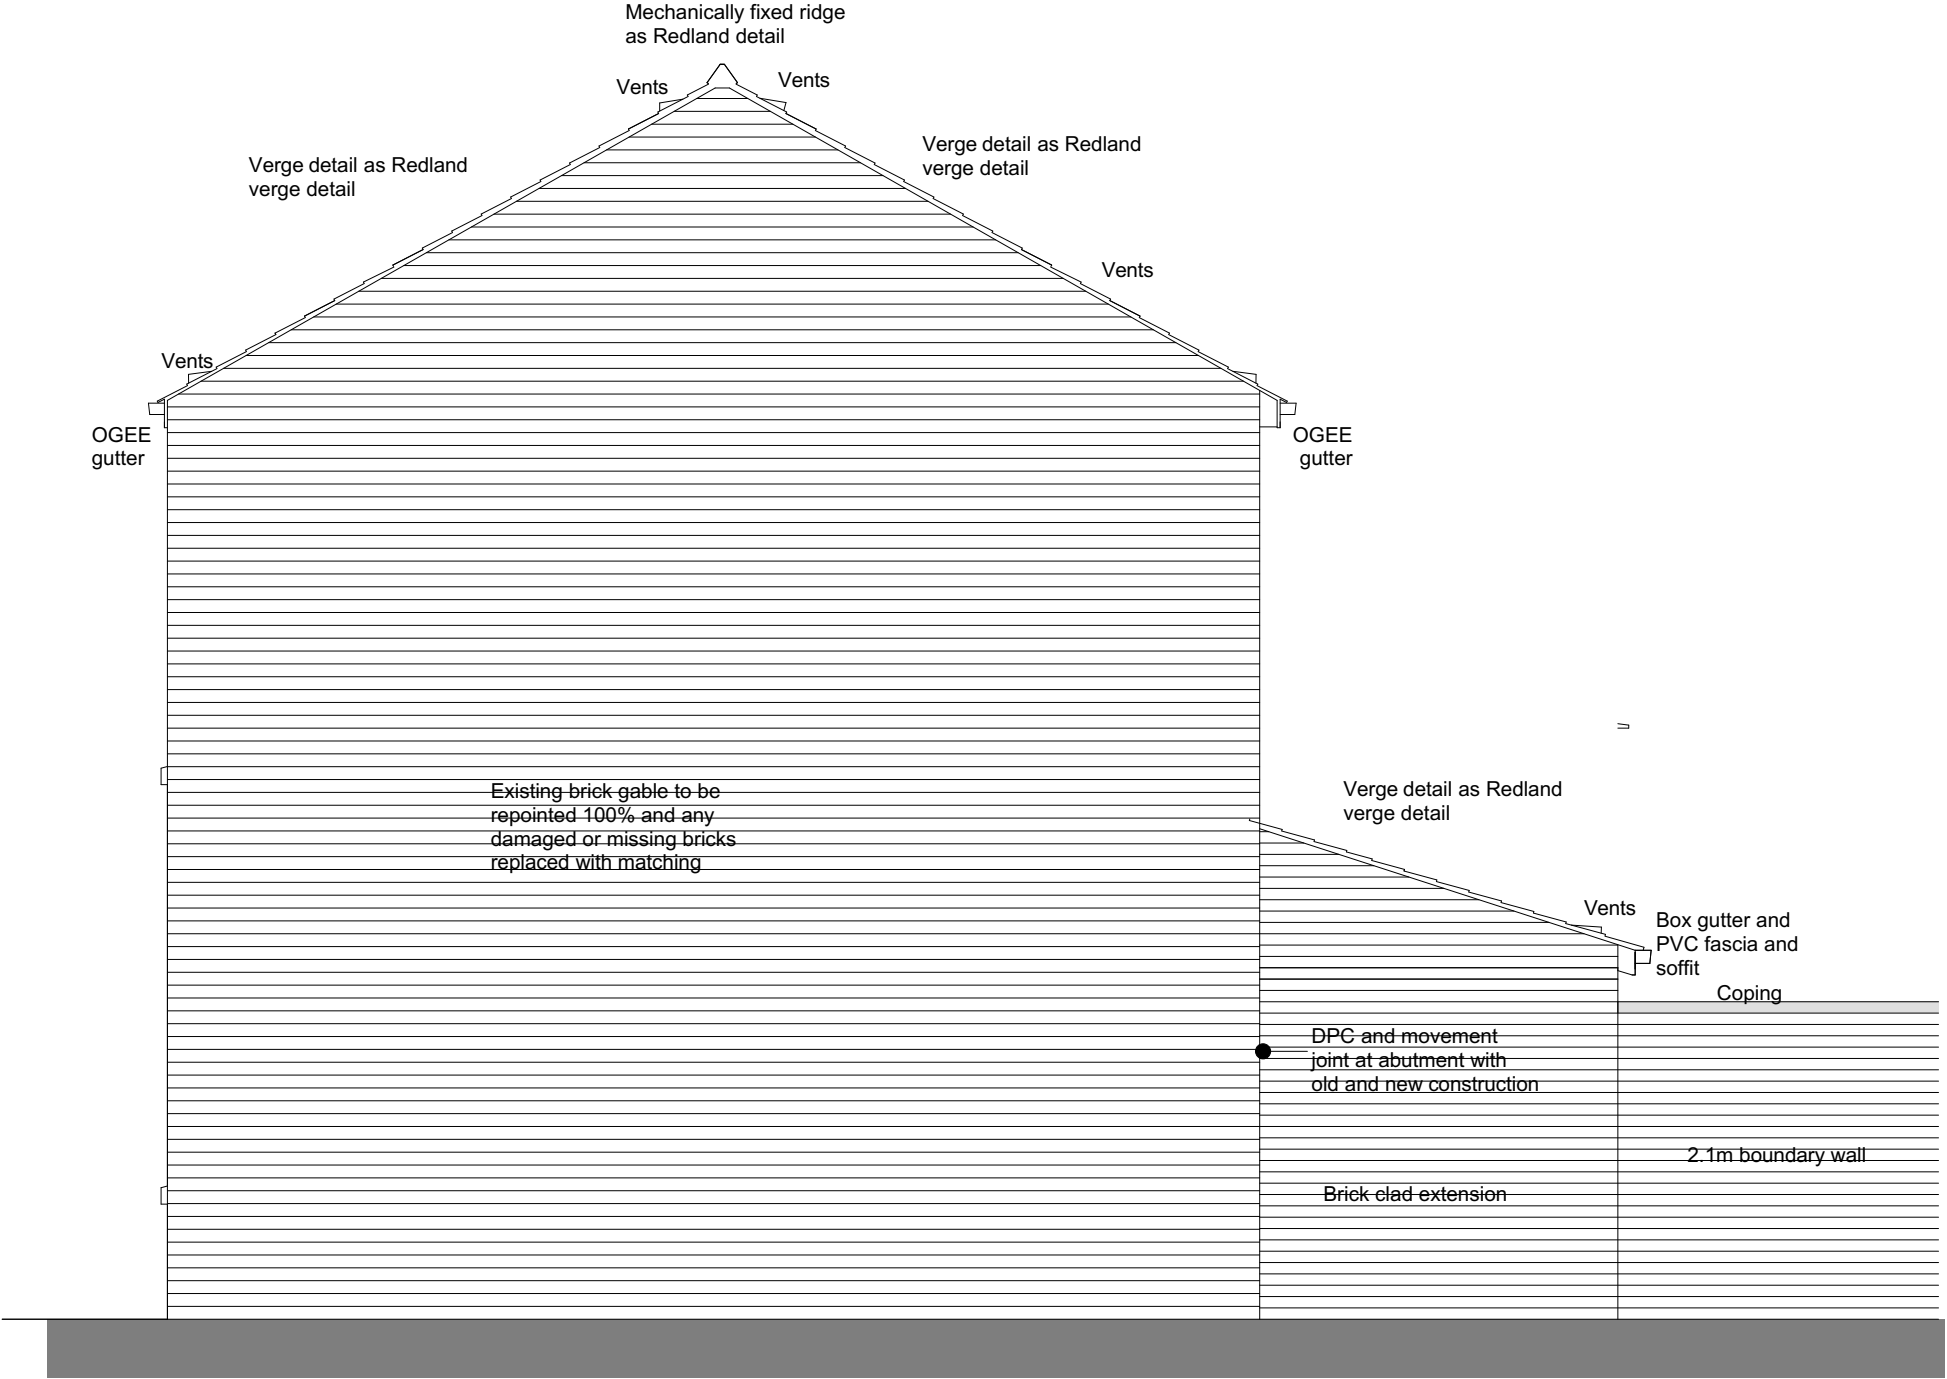 Mechanically fixed ridge
as Redland detail
Vents
Vents
Verge detail as Redland
verge detail
Verge detail as Redland
verge detail
Vents
Vents
OGEE
gutter
OGEE
gutter
Existing brick gable to be
repointed 100% and any
damaged or missing bricks
replaced with matching
Verge detail as Redland
verge detail
Vents
Box gutter and
PVC fascia and
soffit
Coping
DPC and movement
joint at abutment with
old and new construction
2.1m boundary wall
Brick clad extension